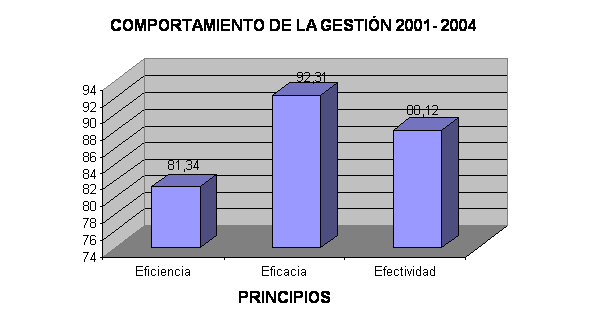 COMPORTAMIENTO DE LA GESTIÓN 2001- 2004
94
92
90
88
86
84
82
80
78
76
74
81,34
92,31
88,12
Eficiencia
Eficacia
Efectividad
PRINCIPIOS